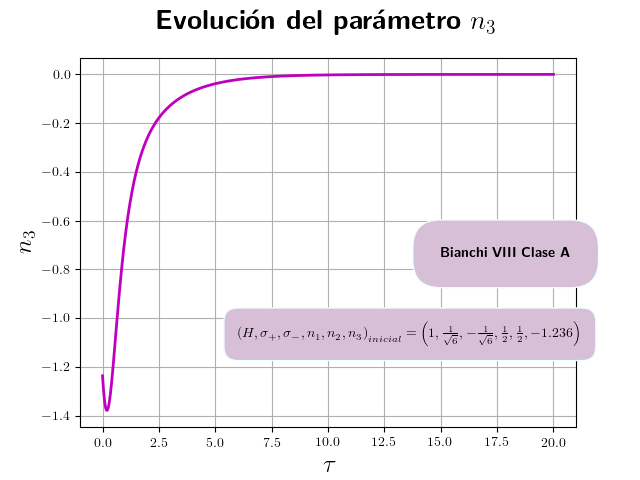 Evolución del parámetro n₃
0.0
−0.2
−0.4
−0.6
−0.8
−1.0
−1.2
−1.4
n₃
Bianchi VIII Clase A
(H, σ₊, σ₋, n₁, n₂, n₃)ᵢₙᵢcᵢₐₗ = (1, 1/√6, −1/√6, 1/2, 1/2, −1.236)
0.0 2.5 5.0 7.5 10.0 12.5 15.0 17.5 20.0
τ